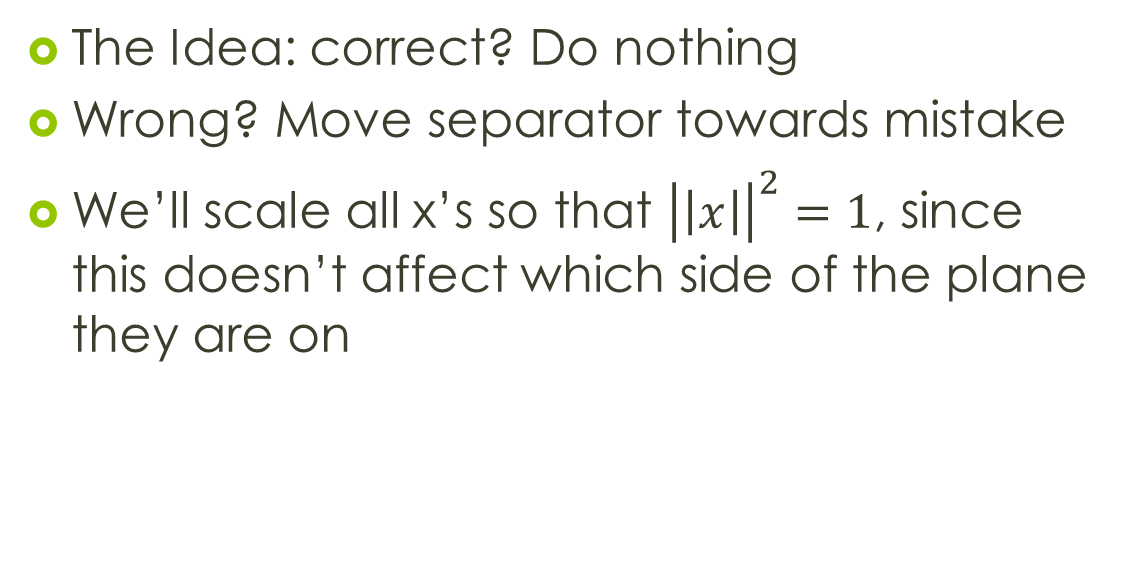 The Idea: correct? Do nothing
Wrong? Move separator towards mistake
We’ll scale all x’s so that ||x||² = 1, since
this doesn’t affect which side of the plane
they are on